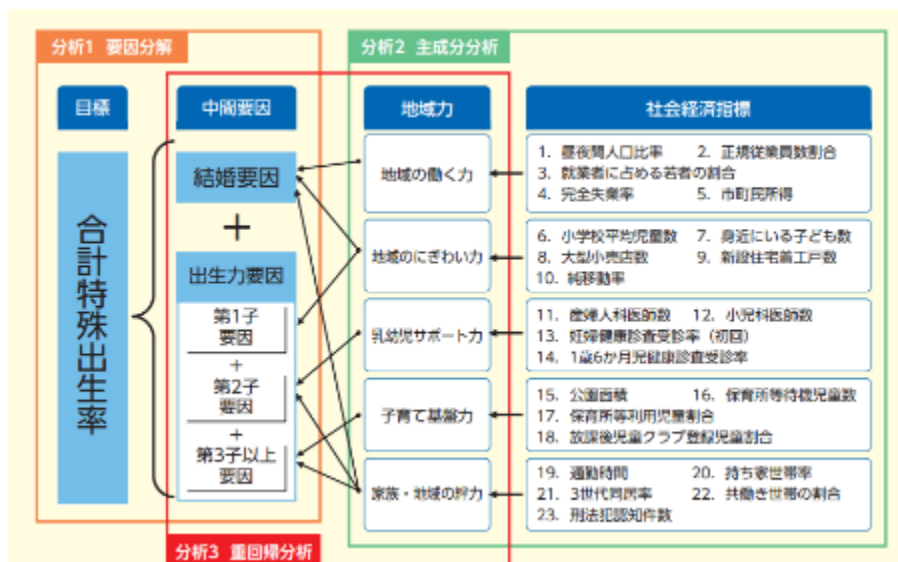 分析1 要因分解
分析2 主成分分析
目標
中間要因
地域力
社会経済指標
合計特殊出生率
結婚要因
+
出生力要因
第1子
要因
+
第2子
要因
+
第3子以上
要因
地域の働く力
1. 昼夜間人口比率 2. 正規従業員数割合
3. 就業者に占める若者の割合
4. 完全失業率 5. 市町民所得
地域のにぎわい力
6. 小学校平均児童数 7. 身近にいる子ども数
8. 大型小売店数 9. 新設住宅着工戸数
10. 純移動率
乳幼児サポート力
11. 産婦人科医師数 12. 小児科医師数
13. 妊婦健康診査受診率（初回）
14. 1歳6か月児健康診査受診率
子育て基盤力
15. 公園面積 16. 保育所等待機児童数
17. 保育所等利用児童割合
18. 放課後児童クラブ登録児童割合
家族・地域の絆力
19. 通勤時間 20. 持ち家世帯率
21. 3世代同居率 22. 共働き世帯の割合
23. 刑法犯認知件数
分析3 重回帰分析